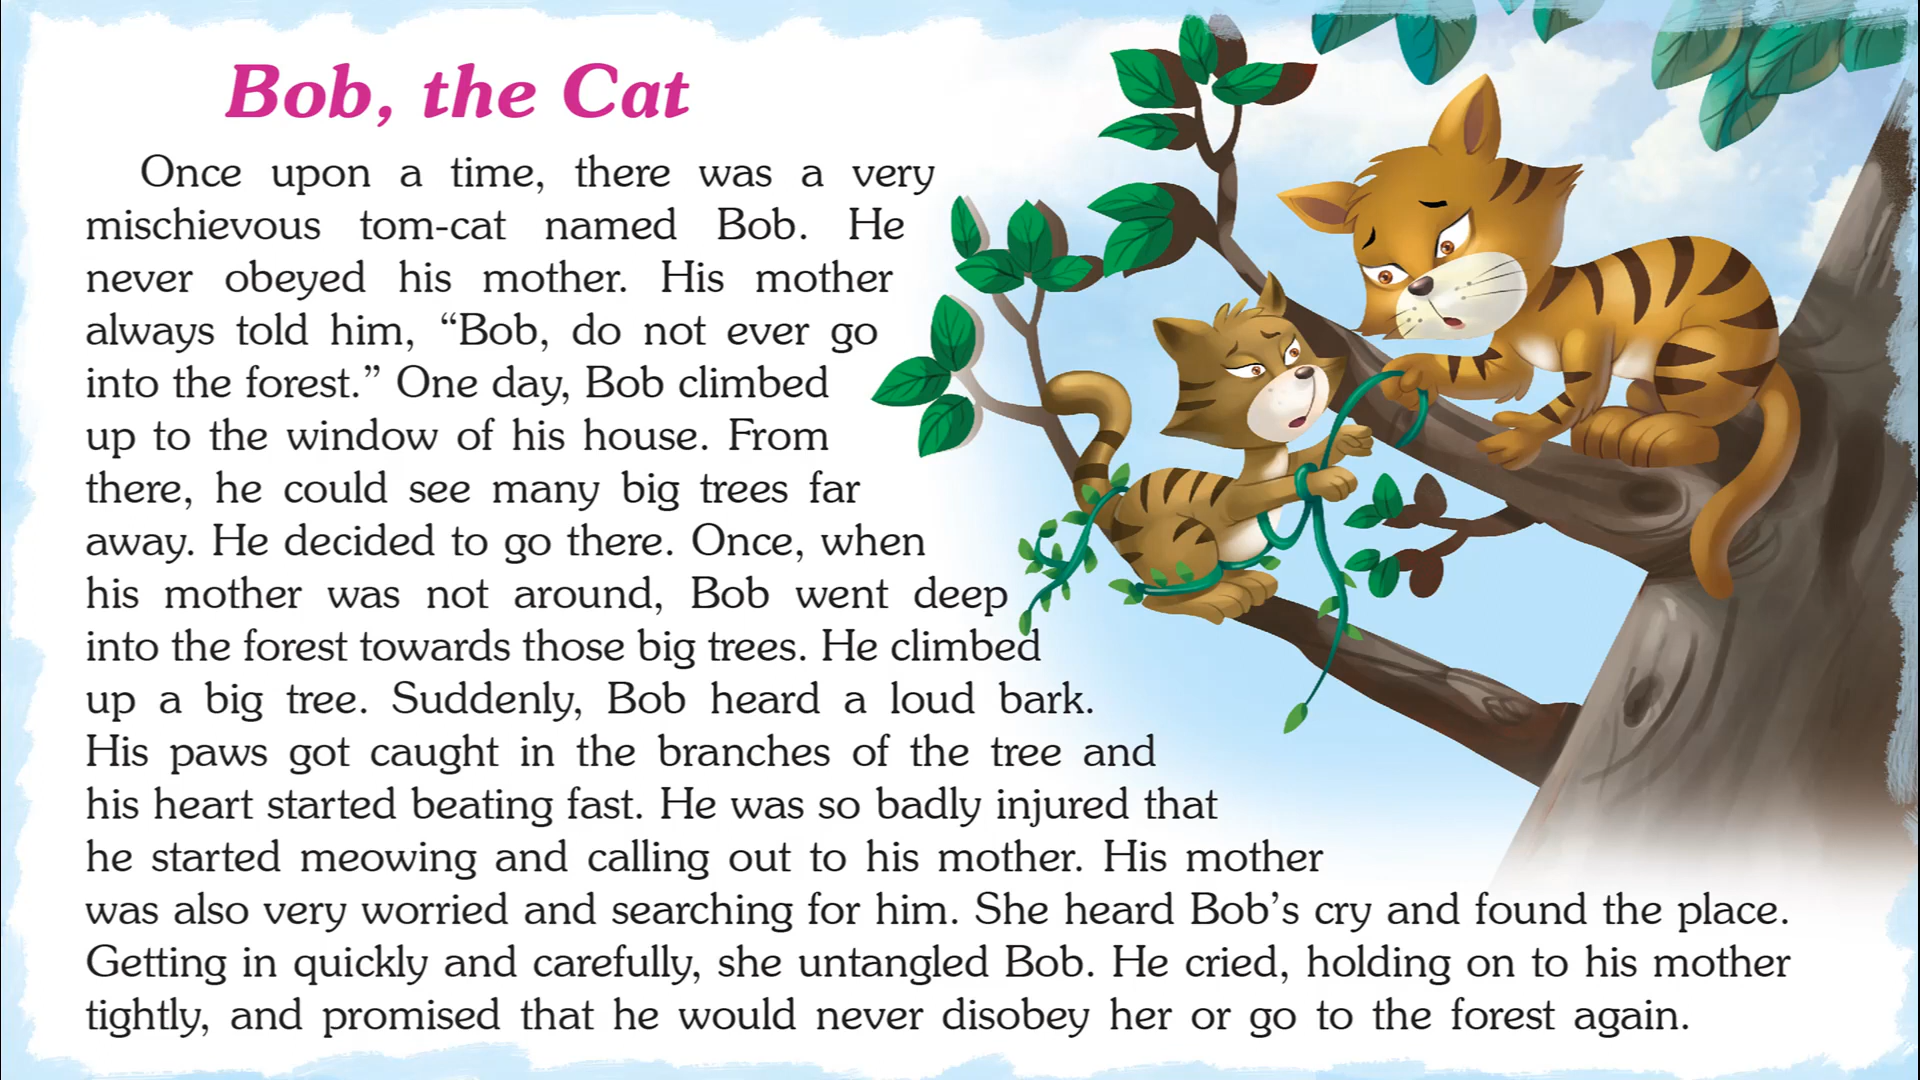 Bob, the Cat
Once upon a time, there was a very
mischievous tom-cat named Bob. He
never obeyed his mother. His mother
always told him, “Bob, do not ever go
into the forest.” One day, Bob climbed
up to the window of his house. From
there, he could see many big trees far
away. He decided to go there. Once, when
his mother was not around, Bob went deep
into the forest towards those big trees. He climbed
up a big tree. Suddenly, Bob heard a loud bark.
His paws got caught in the branches of the tree and
his heart started beating fast. He was so badly injured that
he started meowing and calling out to his mother. His mother
was also very worried and searching for him. She heard Bob’s cry and found the place.
Getting in quickly and carefully, she untangled Bob. He cried, holding on to his mother
tightly, and promised that he would never disobey her or go to the forest again.